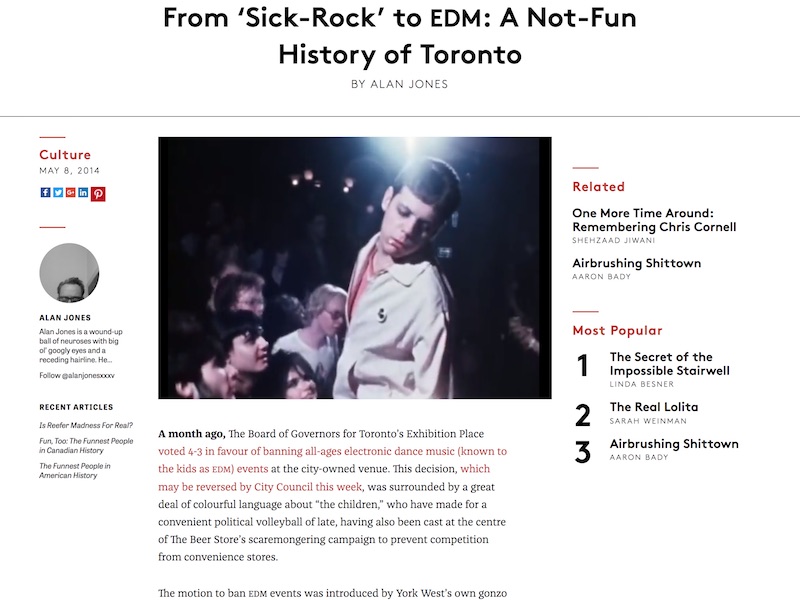 From ‘Sick-Rock’ to EDM: A Not-Fun
History of Toronto
BY ALAN JONES
Culture
MAY 8, 2014
ALAN JONES
Alan Jones is a wound-up
ball of neuroses with big
ol' googly eyes and a
receding hairline. He...
Follow @alanjonesxxxv
RECENT ARTICLES
Is Reefer Madness For Real?
Fun, Too: The Funnest People
in Canadian History
The Funnest People in
American History
A month ago, The Board of Governors for Toronto's Exhibition Place
voted 4-3 in favour of banning all-ages electronic dance music (known to
the kids as EDM) events at the city-owned venue. This decision, which
may be reversed by City Council this week, was surrounded by a great
deal of colourful language about “the children,” who have made for a
convenient political volleyball of late, having also been cast at the centre
of The Beer Store's scaremongering campaign to prevent competition
from convenience stores.
The motion to ban EDM events was introduced by York West's own gonzo
Related
One More Time Around:
Remembering Chris Cornell
SHEHZAAD JIWANI
Airbrushing Shittown
AARON BADY
Most Popular
1 The Secret of the
Impossible Stairwell
LINDA BESNER
2 The Real Lolita
SARAH WEINMAN
3 Airbrushing Shittown
AARON BADY